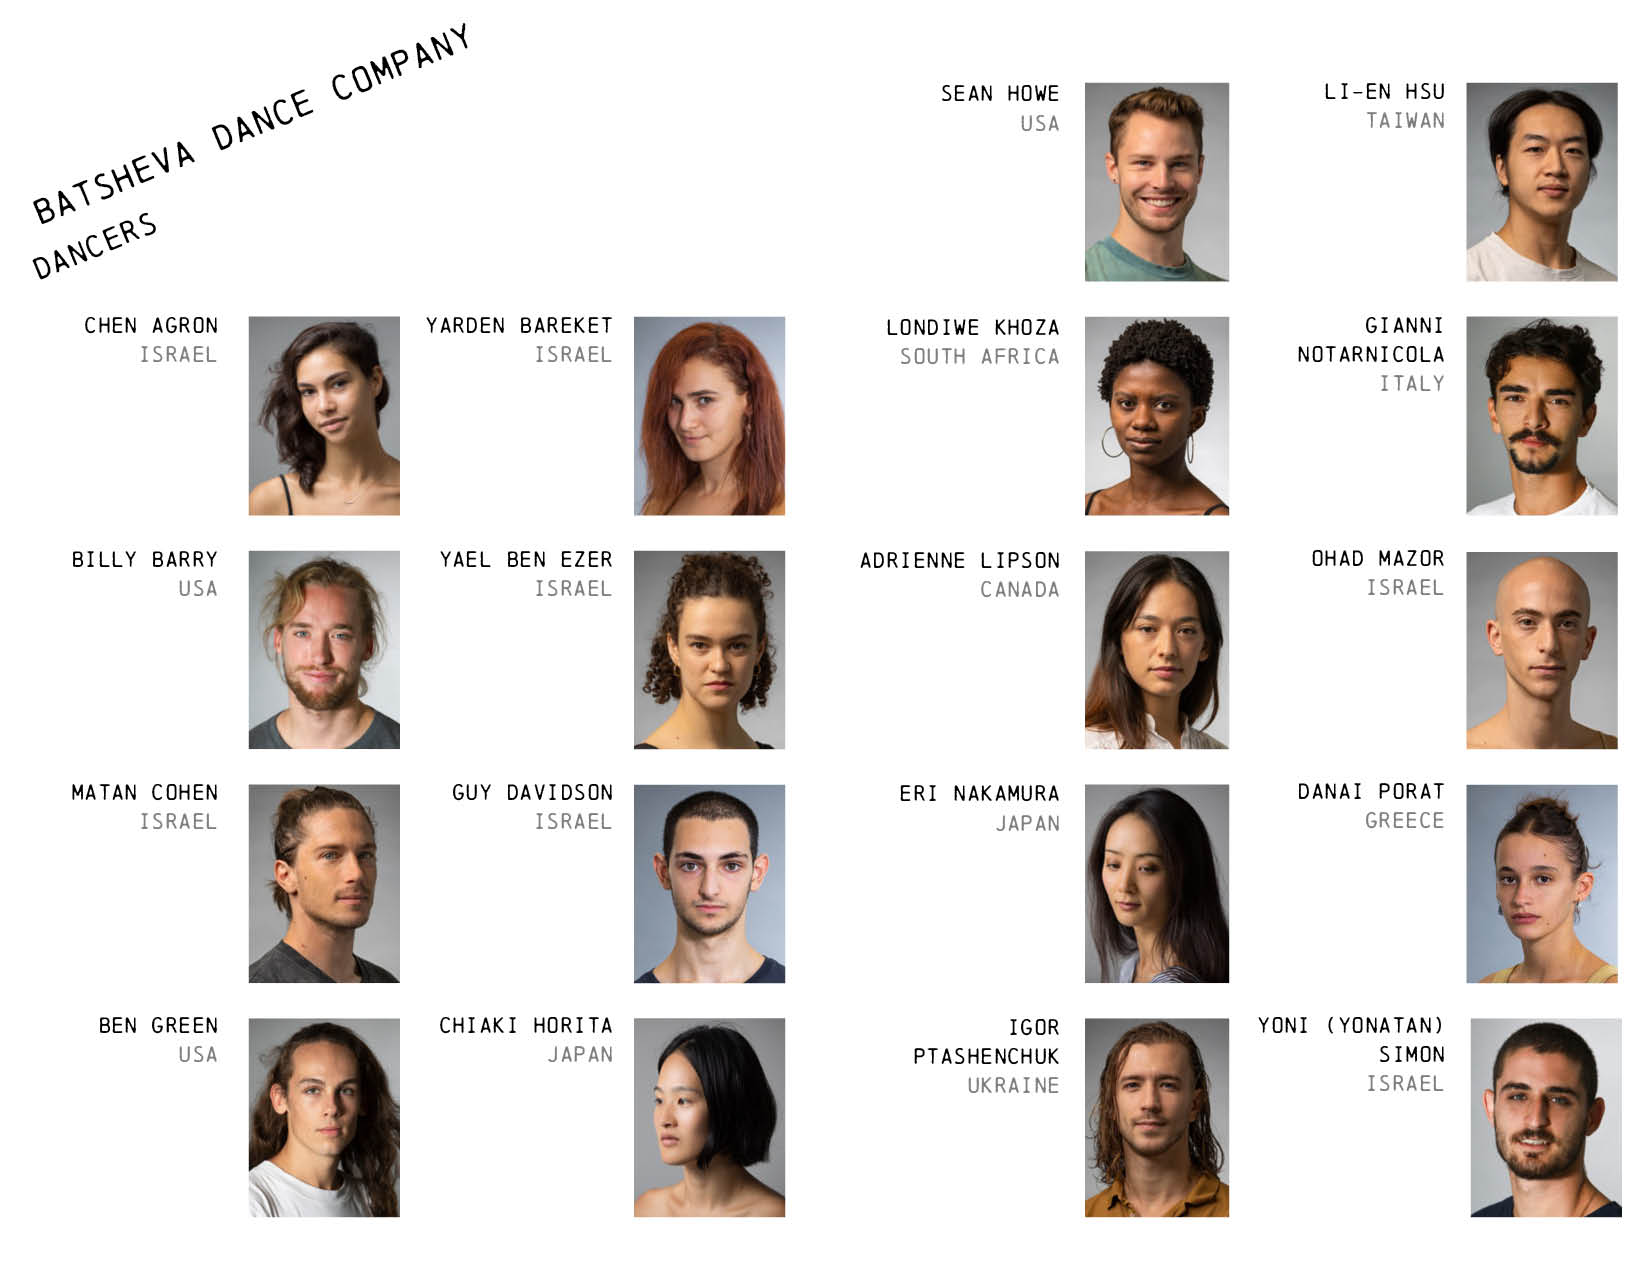 BATSHEVA DANCE COMPANY
DANCERS
CHEN AGRON
ISRAEL
YARDEN BAREKET
ISRAEL
BILLY BARRY
USA
YAEL BEN EZER
ISRAEL
MATAN COHEN
ISRAEL
GUY DAVIDSON
ISRAEL
BEN GREEN
USA
CHIAKI HORITA
JAPAN
SEAN HOWE
USA
LI-EN HSU
TAIWAN
LONDIWE KHOZA
SOUTH AFRICA
GIANNI
NOTARNICOLA
ITALY
ADRIENNE LIPSON
CANADA
OHAD MAZOR
ISRAEL
ERI NAKAMURA
JAPAN
DANAI PORAT
GREECE
IGOR
PTASHENCHUK
UKRAINE
YONI (YONATAN)
SIMON
ISRAEL